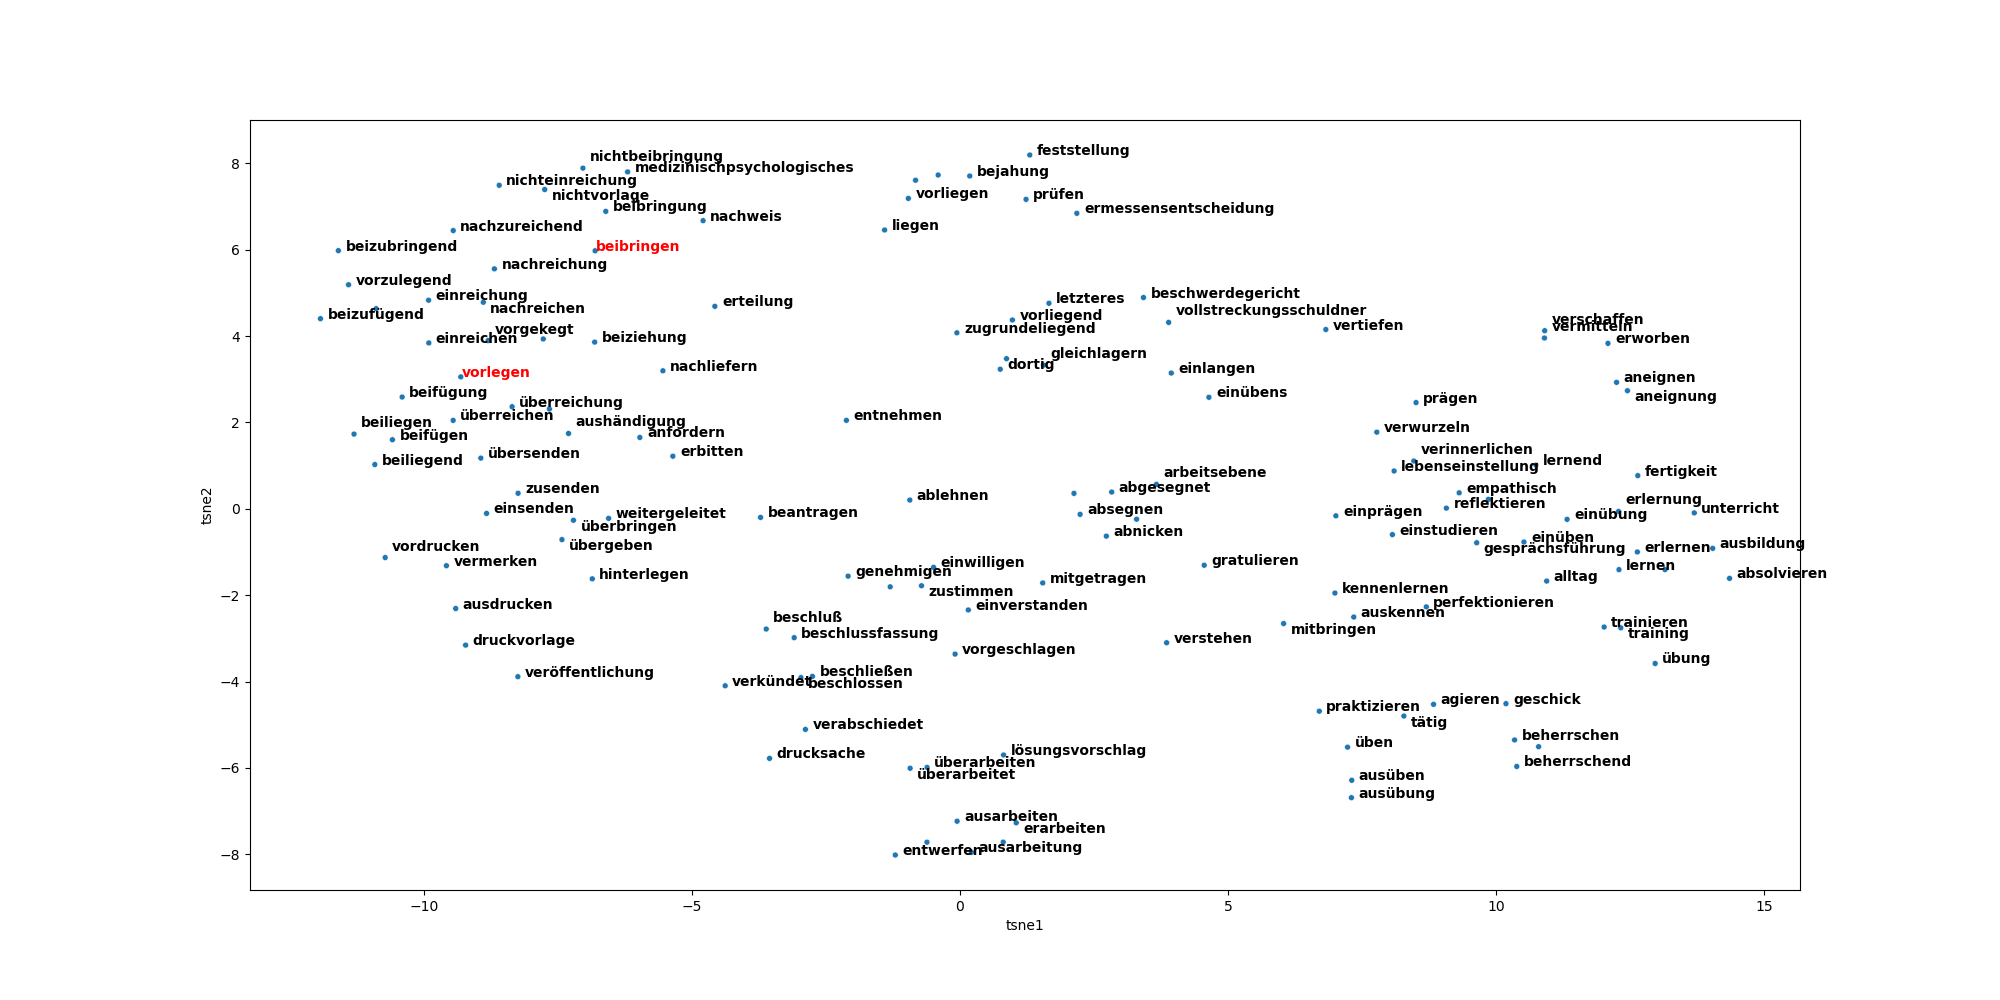 feststellung
nichtbeibringung
medizinischpsychologisches
bejahung
nichteinreichung
nichtvorlage
vorliegen
prüfen
beibringung
nachweis
ermessensentscheidung
nachzureichend
liegen
beizubringend
beibringen
nachreichung
vorzulegend
einreichung
nachreichen
erteilung
letzteres
beschwerdegericht
beizufügend
vorliegend
vollstreckungsschuldner
verschaffen
vermitteln
vorgekegt
zugrundeliegend
vertiefen
einreichen
beiziehung
erworben
gleichlagern
dortig
vorlegen
nachliefern
einlangen
aneignen
beifügung
einübens
aneignung
überreichung
prägen
überreichen
entnehmen
beiliegen
aushändigung
beifügen
anfordern
verwurzeln
übersenden
erbitten
verinnerlichen
beiliegend
lernend
lebenseinstellung
arbeitsebene
fertigkeit
zusenden
abgesegnet
empathisch
ablehnen
reflektieren
erlernung
einsenden
weitergeleitet
beantragen
absegnen
einprägen
einübung
unterricht
überbringen
abnicken
einstudieren
einüben
übergeben
vordrucken
gesprächsführung
erlernen
ausbildung
vermerken
einwilligen
gratulieren
lernen
hinterlegen
genehmigen
mitgetragen
alltag
absolvieren
zustimmen
kennenlernen
ausdrucken
einverstanden
perfektionieren
auskennen
beschluß
trainieren
beschlussfassung
mitbringen
training
druckvorlage
vorgeschlagen
verstehen
übung
veröffentlichung
beschließen
verkündet
beschlossen
praktizieren
agieren
geschick
tätig
verabschiedet
üben
beherrschen
drucksache
lösungsvorschlag
überarbeiten
überarbeitet
beherrschend
ausüben
ausübung
ausarbeiten
erarbeiten
entwerfen
ausarbeitung
8
6
4
2
0
−2
−4
−6
−8
tsne2
−10
−5
0
5
10
15
tsne1